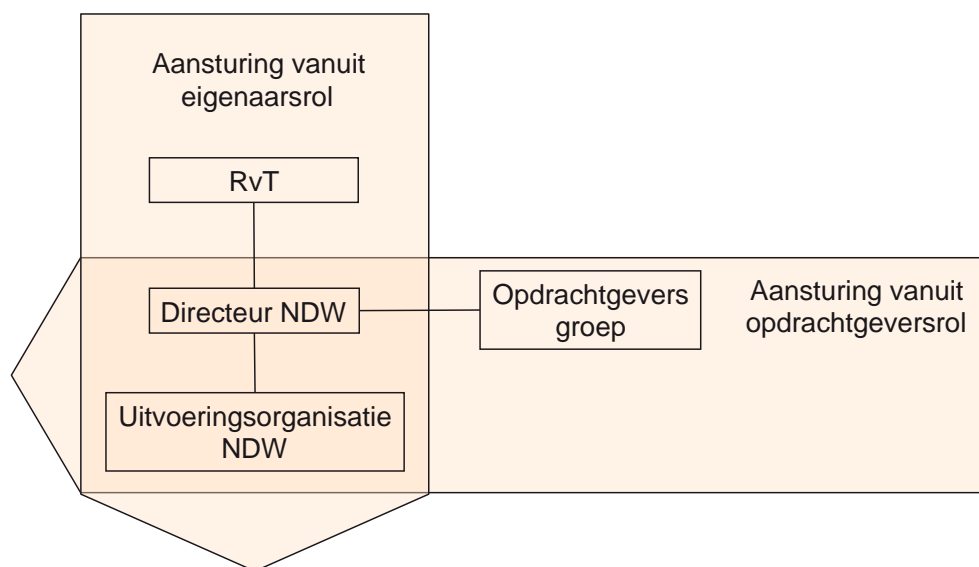 Aansturing vanuit
eigenaarsrol
RvT
Directeur NDW
Opdrachtgevers
groep
Aansturing vanuit
opdrachtgeversrol
Uitvoeringsorganisatie
NDW